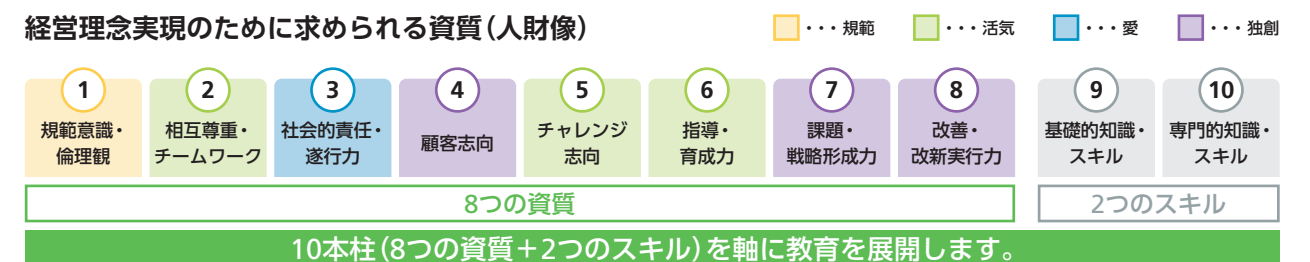 経営理念実現のために求められる資質（人財像）
・・・規範
・・・活気
・・・愛
・・・独創
1
規範意識・
倫理観
2
相互尊重・
チームワーク
3
社会的責任・
遂行力
4
顧客志向
5
チャレンジ
志向
6
指導・
育成力
7
課題・
戦略形成力
8
改善・
改新実行力
9
基礎的知識・
スキル
10
専門的知識・
スキル
8つの資質
2つのスキル
10本柱（8つの資質＋2つのスキル）を軸に教育を展開します。